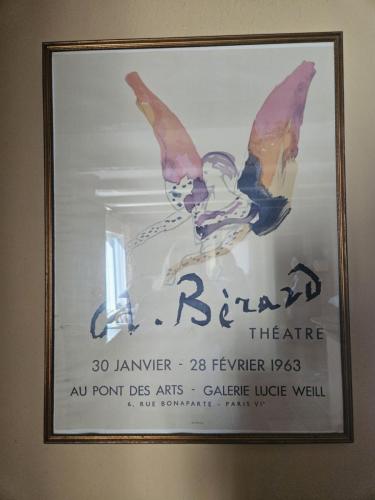 Ch. Bérard
THÉATRE
30 JANVIER - 28 FÉVRIER 1963
AU PONT DES ARTS - GALERIE LUCIE WEILL
6, RUE BONAPARTE - PARIS VIᵉ